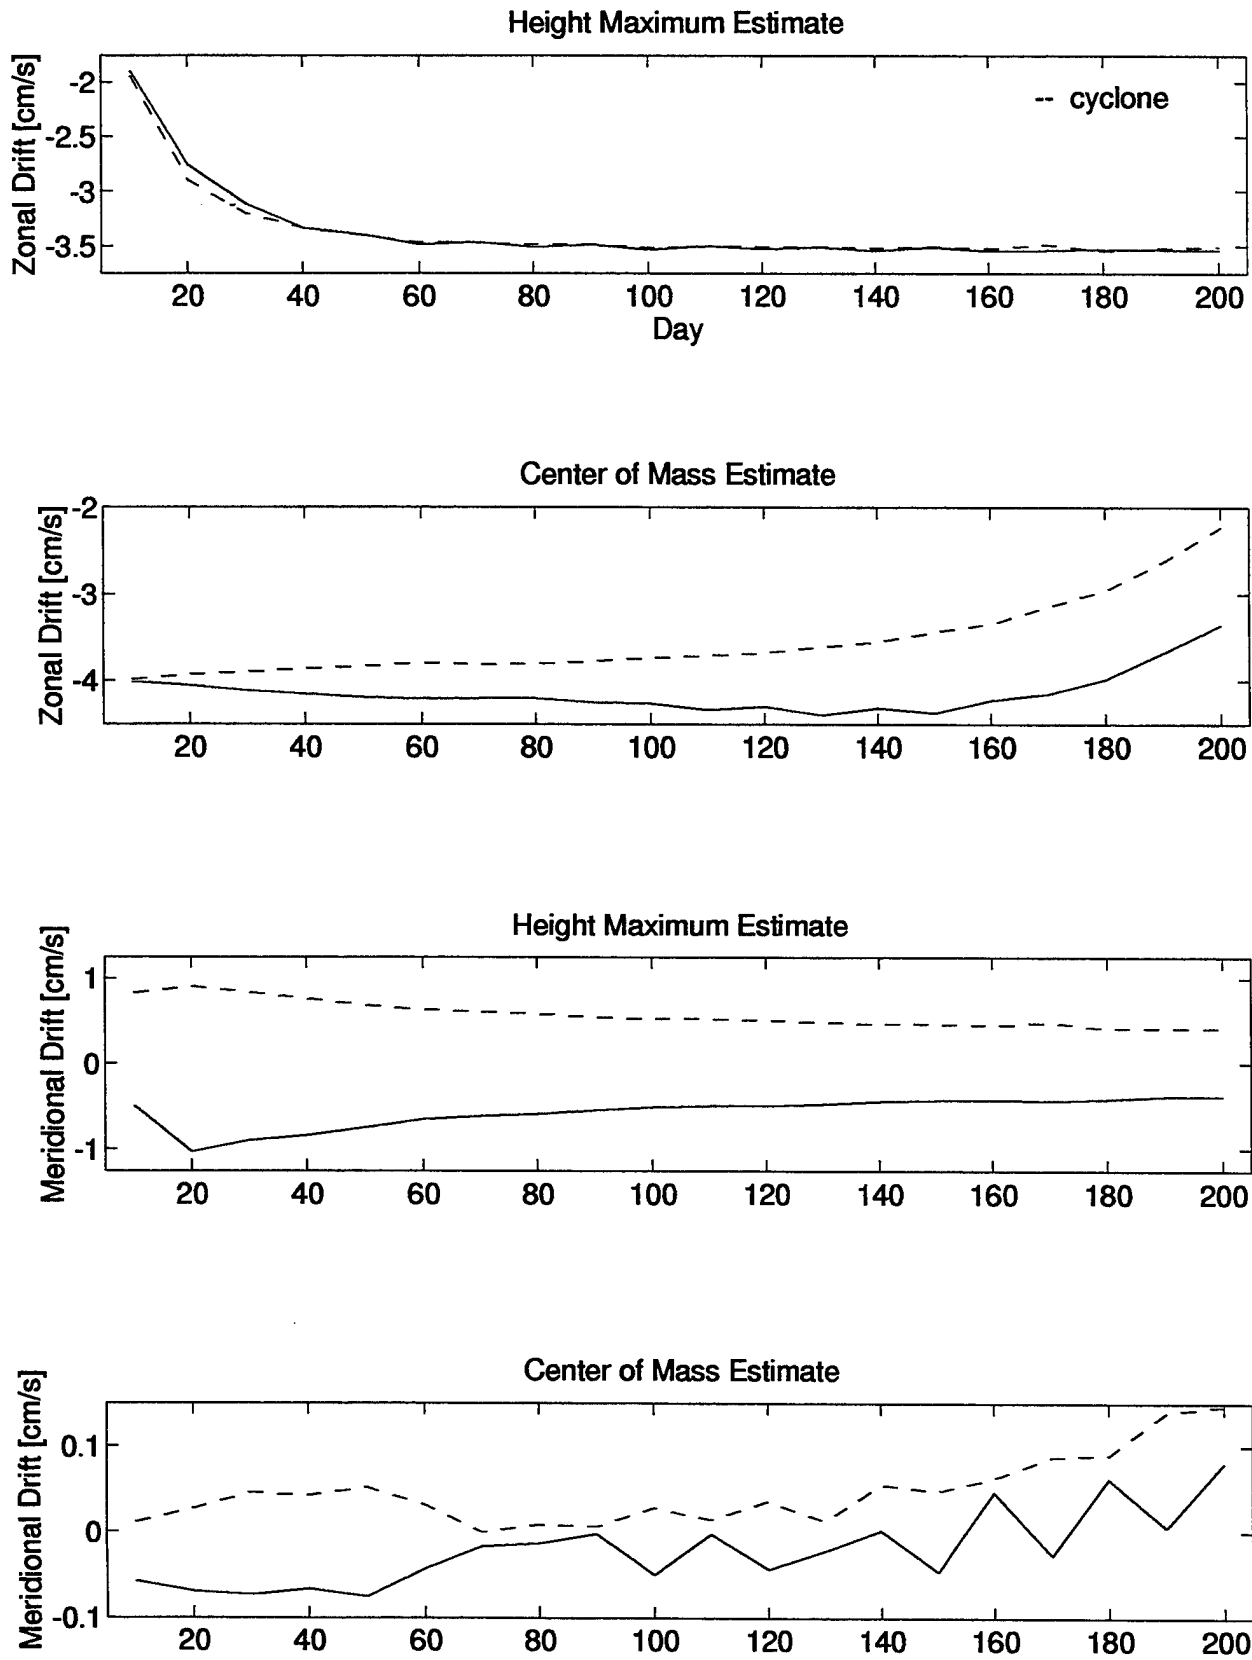 Height Maximum Estimate
Zonal Drift [cm/s]
-2
-2.5
-3
-3.5
-- cyclone
20 40 60 80 100 120 140 160 180 200
Day
Center of Mass Estimate
Zonal Drift [cm/s]
-2
-3
-4
20 40 60 80 100 120 140 160 180 200
Height Maximum Estimate
Meridional Drift [cm/s]
1
0
-1
20 40 60 80 100 120 140 160 180 200
Center of Mass Estimate
Meridional Drift [cm/s]
0.1
0
-0.1
20 40 60 80 100 120 140 160 180 200